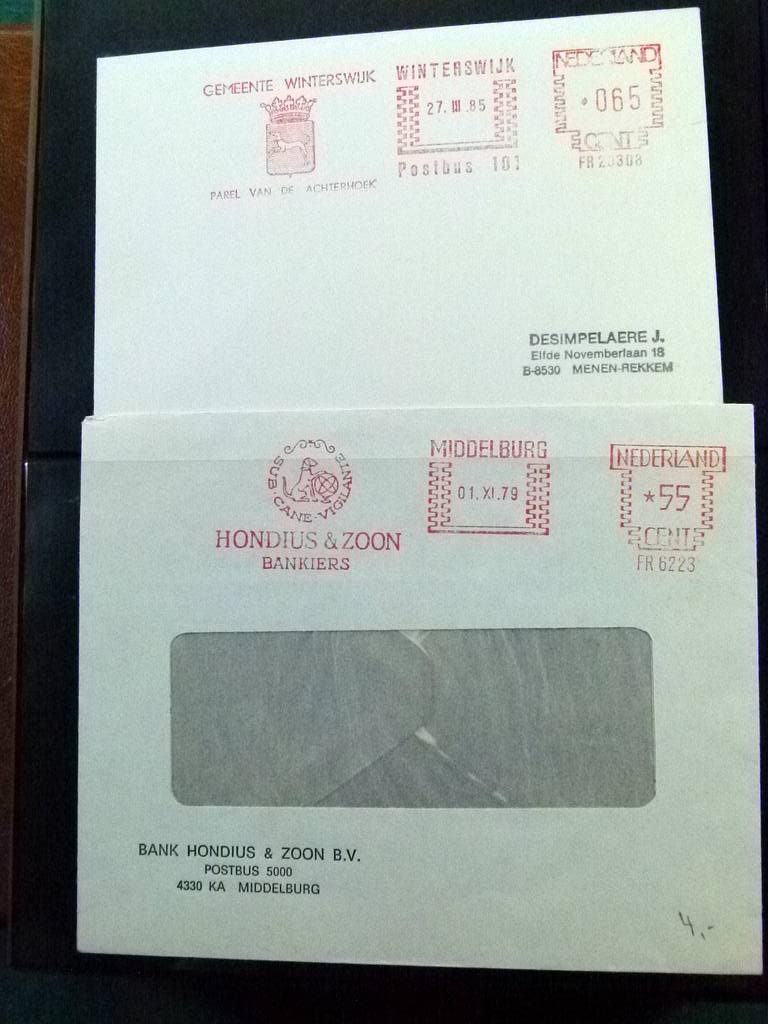 GEMEENTE WINTERSWIJK
PAREL VAN DE ACHTERHOEK
WINTERSWIJK
27. III .85
Postbus 101
NEDERLAND
065
CENT
DESIMPELAERE J.
Elfde Novemberlaan 18
B-8530 MENEN-REKKEM
SUB · CANE - VIGILANTE
HONDIUS & ZOON
BANKIERS
MIDDELBURG
01. XI. 79
NEDERLAND
*55
CENT
FR 6223
BANK HONDIUS & ZOON B.V.
POSTBUS 5000
4330 KA MIDDELBURG
4,-